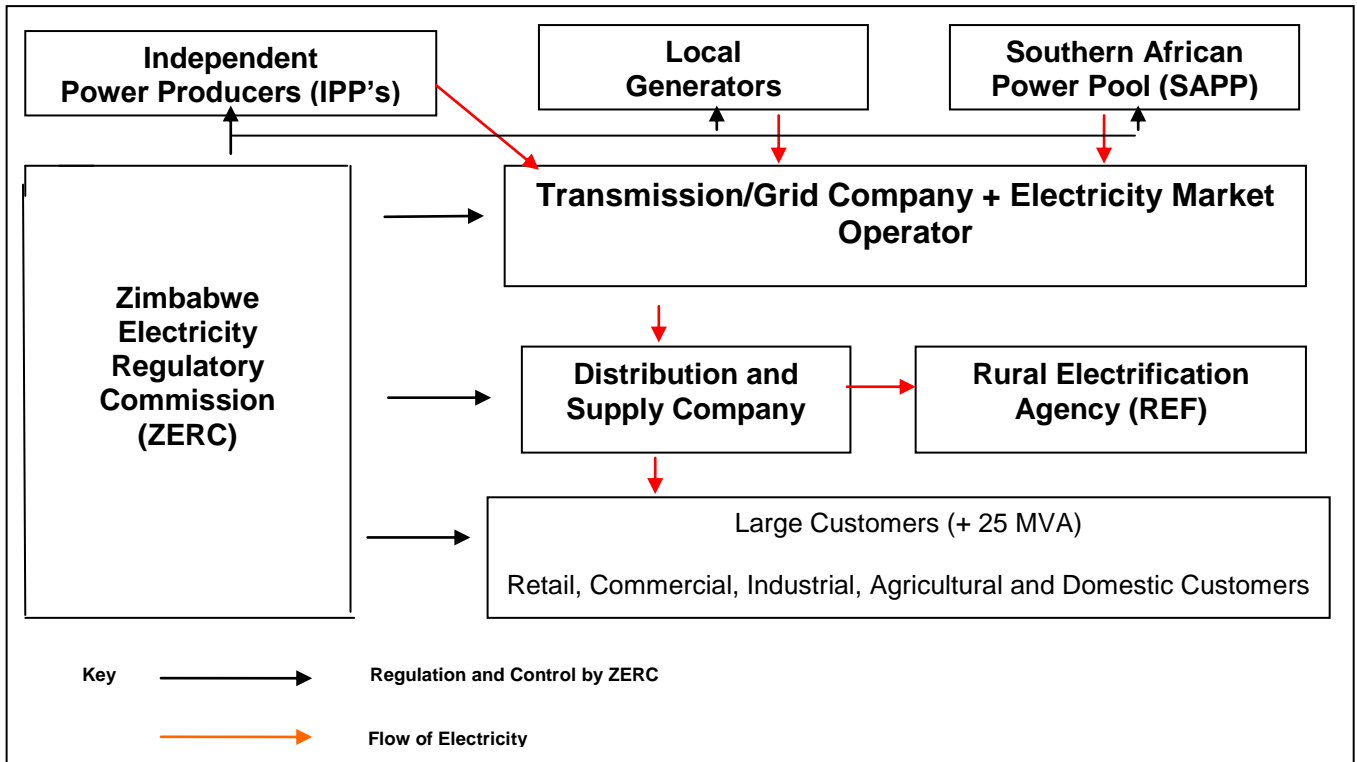 Independent
Power Producers (IPP's)
Local
Generators
Southern African
Power Pool (SAPP)
Transmission/Grid Company + Electricity Market
Operator
Zimbabwe
Electricity
Regulatory
Commission
(ZERC)
Distribution and
Supply Company
Rural Electrification
Agency (REF)
Large Customers (+ 25 MVA)
Retail, Commercial, Industrial, Agricultural and Domestic Customers
Key
Regulation and Control by ZERC
Flow of Electricity